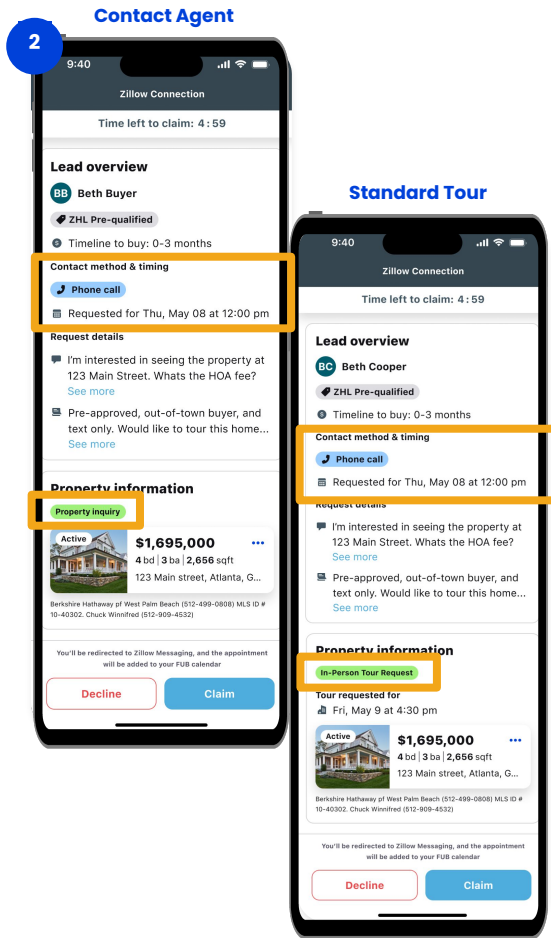 Contact Agent
2
9:40
Zillow Connection
Time left to claim: 4:59
Lead overview
BB Beth Buyer
ZHL Pre-qualified
Timeline to buy: 0-3 months
Contact method & timing
Phone call
Requested for Thu, May 08 at 12:00 pm
Request details
I'm interested in seeing the property at
123 Main Street. Whats the HOA fee?
See more
Pre-approved, out-of-town buyer, and
text only. Would like to tour this home...
See more
Property information
Property inquiry
Active
$1,695,000
4 bd | 3 ba | 2,656 sqft
123 Main street, Atlanta, G...
Berkshire Hathaway pf West Palm Beach (512-499-0808) MLS ID #
10-40302. Chuck Winnifred (512-909-4532)
You'll be redirected to Zillow Messaging, and the appointment
will be added to your FUB calendar
Decline
Claim
Standard Tour
9:40
Zillow Connection
Time left to claim: 4:59
Lead overview
BC Beth Cooper
ZHL Pre-qualified
Timeline to buy: 0-3 months
Contact method & timing
Phone call
Requested for Thu, May 08 at 12:00 pm
Request details
I'm interested in seeing the property at
123 Main Street. Whats the HOA fee?
See more
Pre-approved, out-of-town buyer, and
text only. Would like to tour this home...
See more
Property information
In-Person Tour Request
Tour requested for
Fri, May 9 at 4:30 pm
Active
$1,695,000
4 bd | 3 ba | 2,656 sqft
123 Main street, Atlanta, G...
Berkshire Hathaway pf West Palm Beach (512-499-0808) MLS ID #
10-40302. Chuck Winnifred (512-909-4532)
You'll be redirected to Zillow Messaging, and the appointment
will be added to your FUB calendar
Decline
Claim